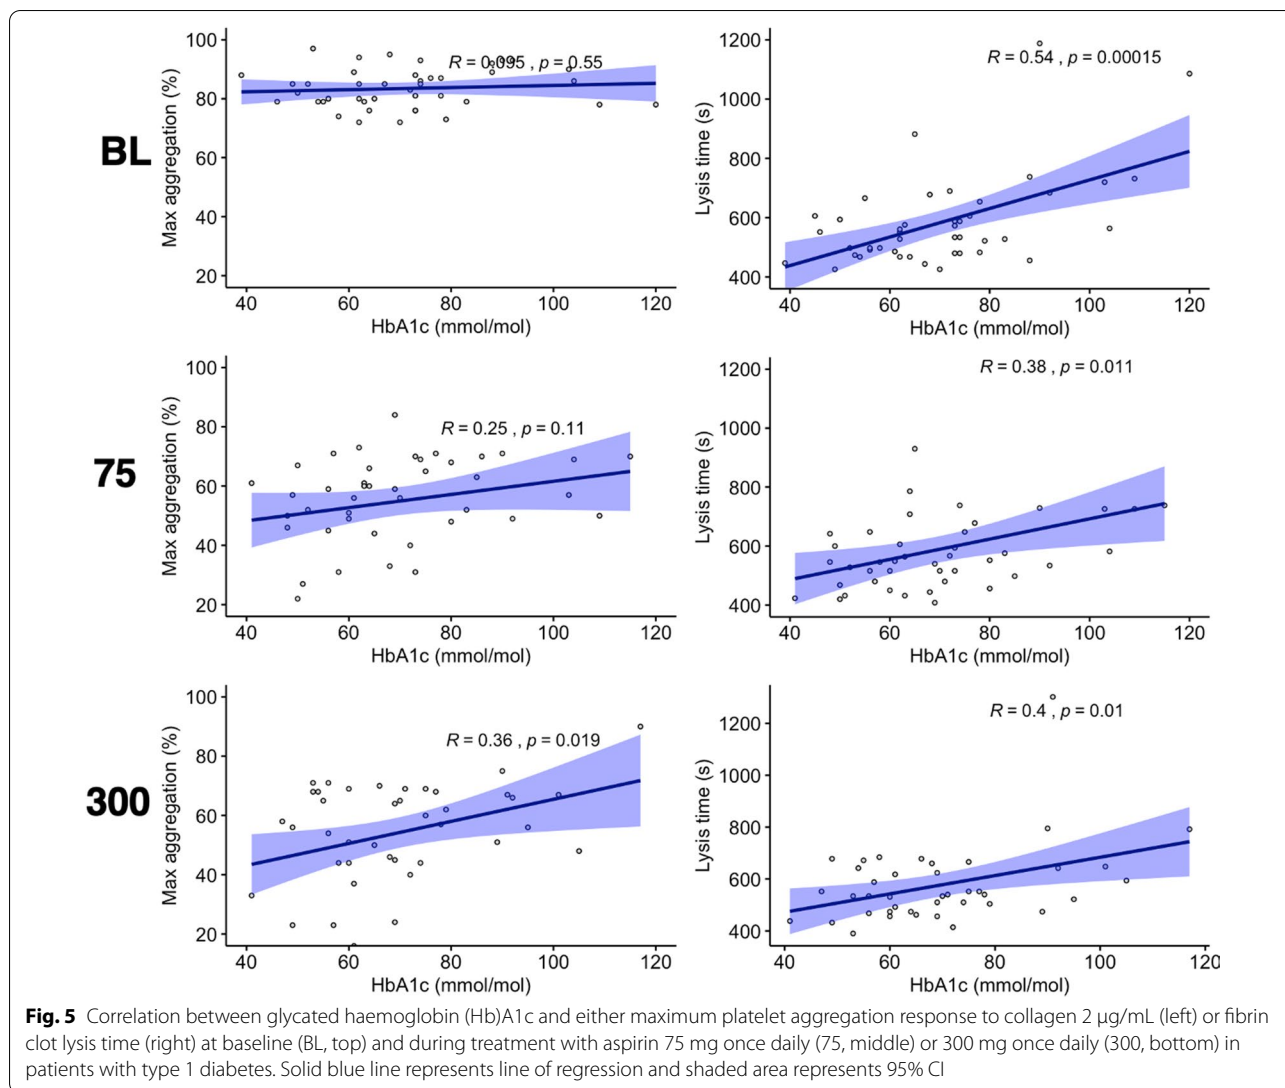 BL
Max aggregation (%)
100
80
60
40
20
R = 0.095 , p = 0.55
40 60 80 100 120
HbA1c (mmol/mol)
Lysis time (s)
1200
1000
800
600
400
R = 0.54 , p = 0.00015
40 60 80 100 120
HbA1c (mmol/mol)
75
Max aggregation (%)
100
80
60
40
20
R = 0.25 , p = 0.11
40 60 80 100 120
HbA1c (mmol/mol)
Lysis time (s)
1200
1000
800
600
400
R = 0.38 , p = 0.011
40 60 80 100 120
HbA1c (mmol/mol)
300
Max aggregation (%)
100
80
60
40
20
R = 0.36 , p = 0.019
40 60 80 100 120
HbA1c (mmol/mol)
Lysis time (s)
1200
1000
800
600
400
R = 0.4 , p = 0.01
40 60 80 100 120
HbA1c (mmol/mol)
Fig. 5 Correlation between glycated haemoglobin (Hb)A1c and either maximum platelet aggregation response to collagen 2 μg/mL (left) or fibrin
clot lysis time (right) at baseline (BL, top) and during treatment with aspirin 75 mg once daily (75, middle) or 300 mg once daily (300, bottom) in
patients with type 1 diabetes. Solid blue line represents line of regression and shaded area represents 95% CI